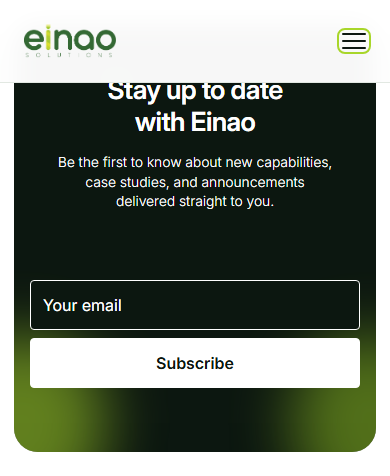 einao
SOLUTIONS
Stay up to date
with Einao
Be the first to know about new capabilities,
case studies, and announcements
delivered straight to you.
Your email
Subscribe